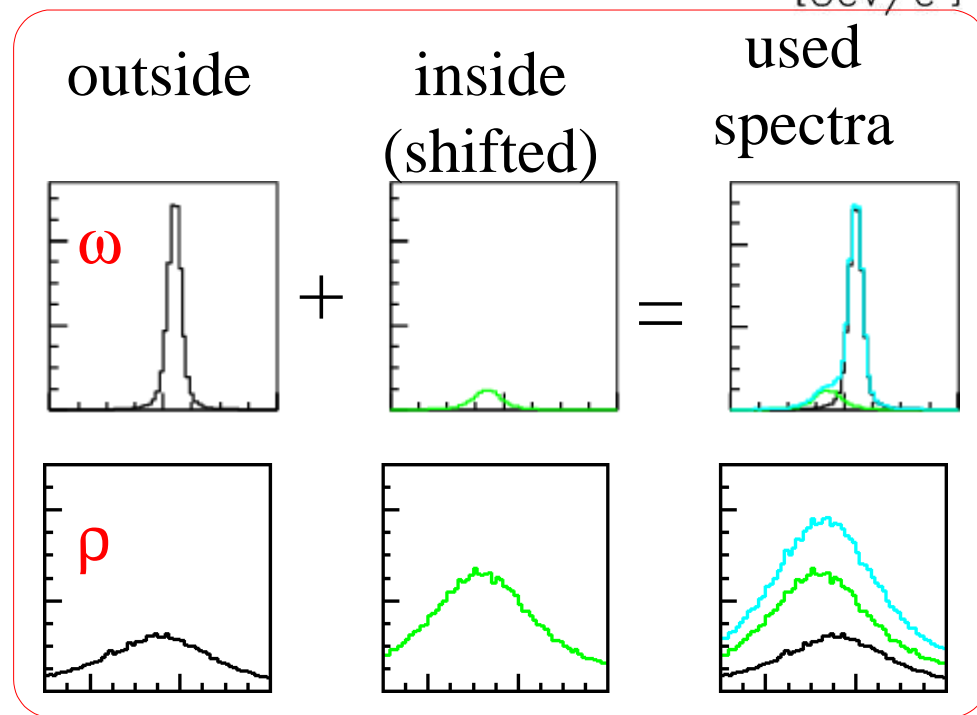 outside inside used
(shifted) spectra
ω + =
ρ